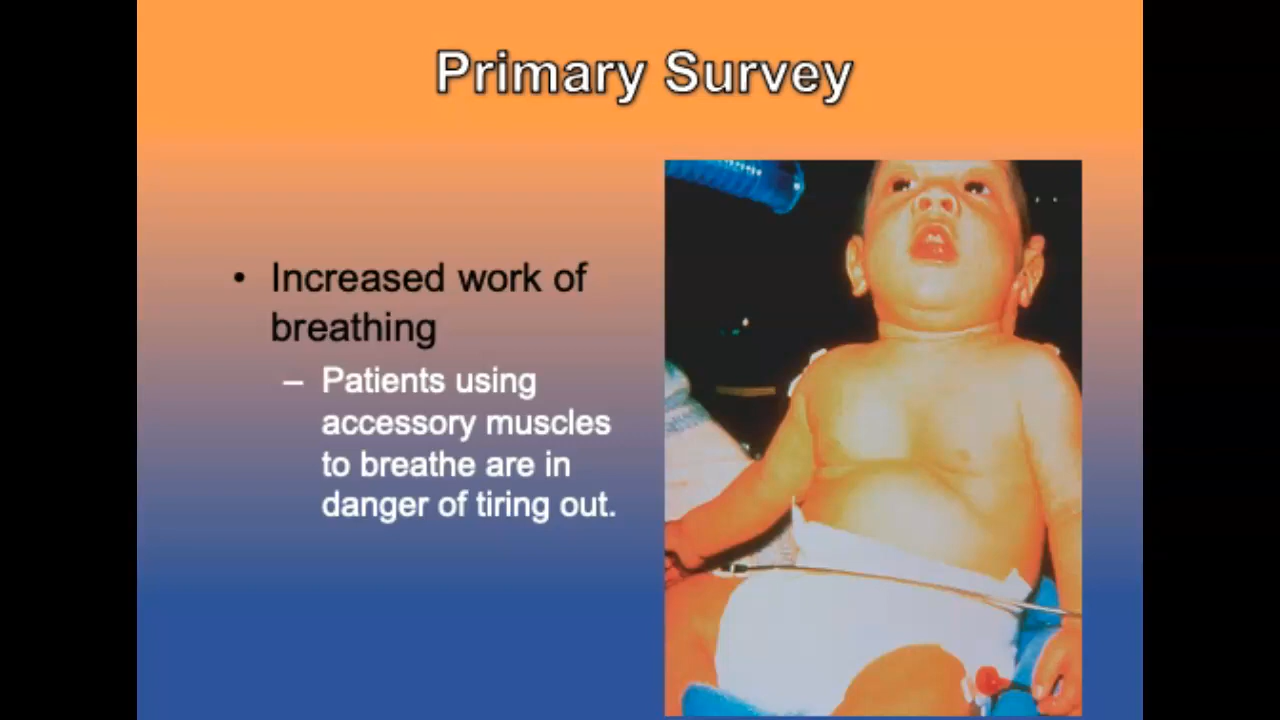 Primary Survey
• Increased work of
breathing
– Patients using
accessory muscles
to breathe are in
danger of tiring out.